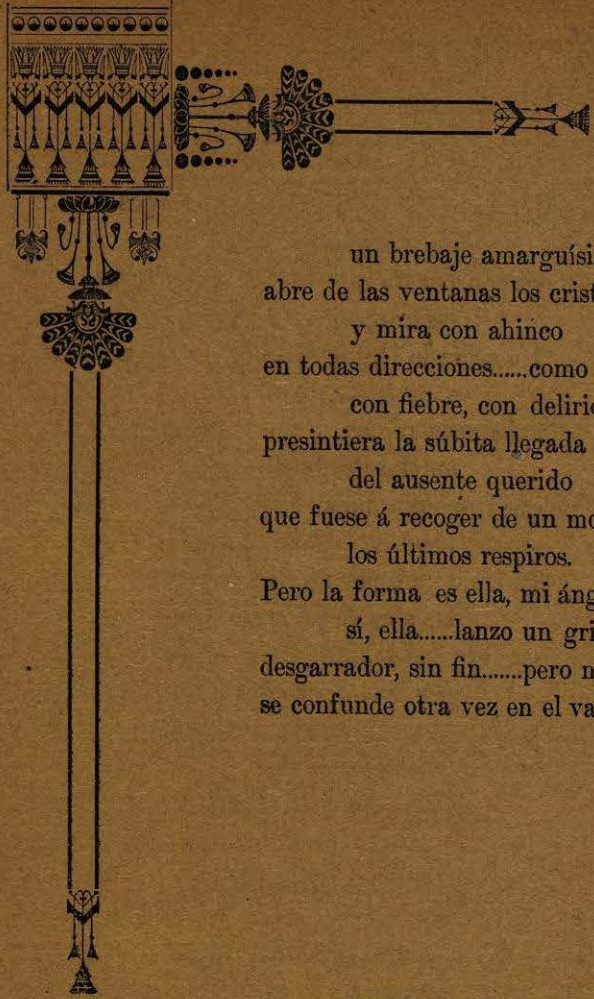 un brebaje amarguísi
abre de las ventanas los crist
y mira con ahinco
en todas direcciones......como
con fiebre, con deliri
presintiera la súbita llegada
del ausente querido
que fuese á recoger de un mo
los últimos respiros.
Pero la forma es ella, mi áng
sí, ella......lanzo un gri
desgarrador, sin fin.......pero n
se confunde otra vez en el va